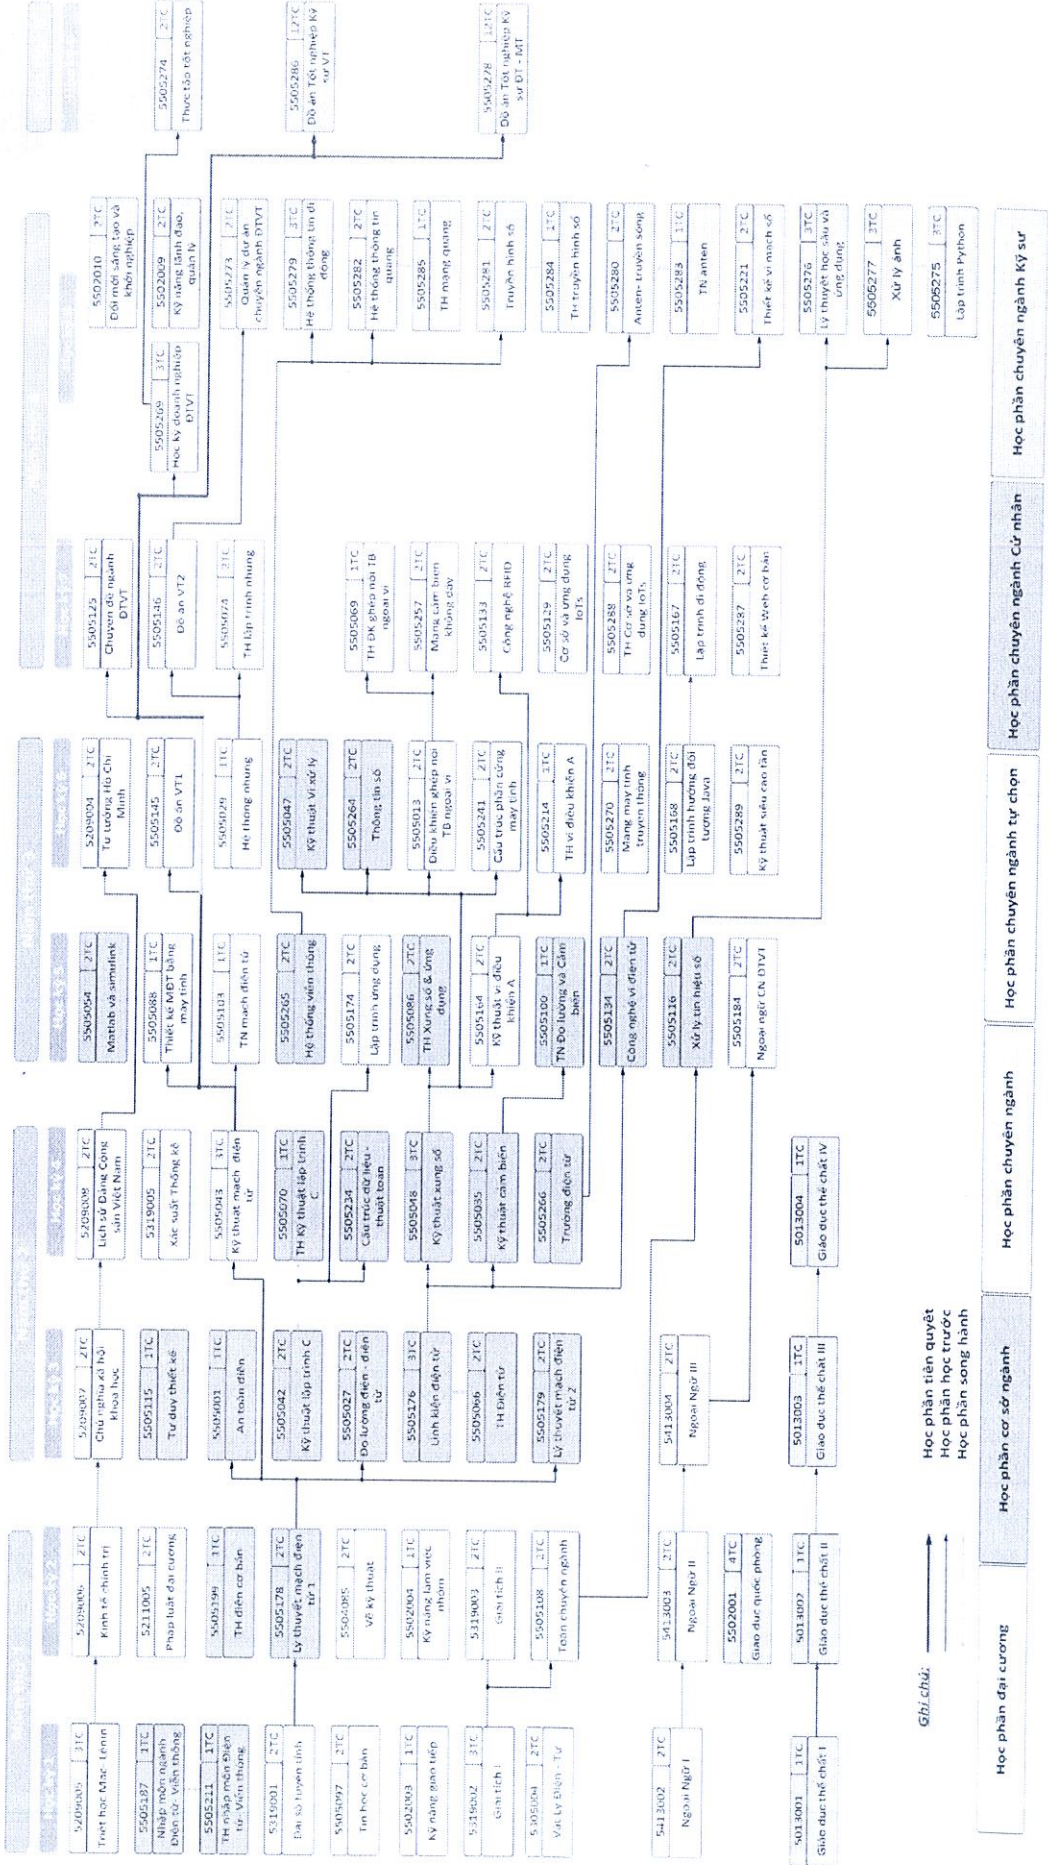 Học kỳ 1
5209005 3TC
Triết học Mác- Lênin
5505187 1TC
Nhập môn ngành
Điện tử- Viễn thông
5505211 1TC
TH nhập môn Điện
tử- Viễn thông
5319001 2TC
Đại số tuyến tính
5505097 2TC
Tin học cơ bản
5502003 1TC
Kỹ năng giao tiếp
5319002 3TC
Giải tích I
5305004 2TC
Vật Lý Điện - Từ
5413002 2TC
Ngoại Ngữ I
5013001 1TC
Giáo dục thể chất I
Học kỳ 2
5209006 2TC
Kinh tế chính trị
5211005 2TC
Pháp luật đại cương
5505199 1TC
TH điện cơ bản
5505178 2TC
Lý thuyết mạch điện
tử 1
5504085 2TC
Vẽ kỹ thuật
5502004 1TC
Kỹ năng làm việc
nhóm
5319003 2TC
Giải tích II
5505108 2TC
Toán chuyên ngành
5413003 2TC
Ngoại Ngữ II
5502001 4TC
Giáo dục quốc phòng
5013002 1TC
Giáo dục thể chất II
Học kỳ 3
5209007 2TC
Chủ nghĩa xã hội
khoa học
5505115 1TC
Tư duy thiết kế
5505001 1TC
An toàn điện
5505042 2TC
Kỹ thuật lập trình C
5505027 2TC
Đo lường điện - điện
tử
5505176 3TC
Linh kiện điện tử
5505066 2TC
TH Điện tử
5505179 2TC
Lý thuyết mạch điện
tử 2
5413004 2TC
Ngoại Ngữ III
5013003 1TC
Giáo dục thể chất III
Học kỳ 4
5209008 2TC
Lịch sử Đảng Cộng
sản Việt Nam
5319005 2TC
Xác suất Thống kê
5505043 3TC
Kỹ thuật mạch điện
tử
5505070 1TC
TH Kỹ thuật lập trình
C
5505234 2TC
Cấu trúc dữ liệu -
thuật toán
5505048 3TC
Kỹ thuật xung số
5505035 2TC
Kỹ thuật cảm biến
5505266 2TC
Trường điện từ
5013004 1TC
Giáo dục thể chất IV
Học kỳ 5
5505054 2TC
Matlab và simulink
5505088 1TC
Thiết kế MĐT bằng
máy tính
5505103 1TC
TN mạch điện tử
5505265 2TC
Hệ thống viễn thông
5505174 2TC
Lập trình ứng dụng
5505086 2TC
TH Xung số & ứng
dụng
5505164 2TC
Kỹ thuật vi điều
khiển A
5505100 1TC
TN Đo lường và Cảm
biến
5505134 2TC
Công nghệ vi điện tử
5505116 2TC
Xử lý tín hiệu số
5505184 2TC
Ngoại ngữ CN ĐTVT
5209004 2TC
Tư tưởng Hồ Chí
Minh
5505145 2TC
Đồ án VT1
5505029 1TC
Hệ thống nhúng
5505047 2TC
Kỹ thuật Vi xử lý
5505264 2TC
Thông tin số
5505013 2TC
Điều khiển ghép nối
TB ngoại vi
5505241 2TC
Cấu trúc phần cứng
máy tính
5505214 1TC
TH vi điều khiển A
5505270 2TC
Mạng máy tính
truyền thông
5505168 2TC
Lập trình hướng đối
tượng Java
5505289 2TC
Kỹ thuật siêu cao tần
5505125 2TC
Chuyên đề ngành
ĐTVT
5505146 2TC
Đồ án VT2
5505074 2TC
TH lập trình nhúng
5505069 1TC
TH ĐK ghép nối TB
ngoại vi
5505257 2TC
Mạng cảm biến
không dây
5505133 2TC
Công nghệ RFID
5505129 2TC
Cơ sở và ứng dụng
IoTs
5505288 2TC
TH Cơ sở và ứng
dụng IoTs
5505167 2TC
Lập trình di động
5505287 2TC
Thiết kế Web cơ bản
5505269 3TC
Học kỳ doanh nghiệp
ĐTVT
5502010 2TC
Đổi mới sáng tạo và
khởi nghiệp
5502009 2TC
Kỹ năng lãnh đạo,
quản lý
5505273 2TC
Quản lý dự án
chuyên ngành ĐTVT
5505279 3TC
Hệ thống thông tin di
động
5505282 2TC
Hệ thống thông tin
quang
5505285 1TC
TH mạng quang
5505281 2TC
Truyền hình số
5505284 1TC
TH truyền hình số
5505280 2TC
Anten- truyền sóng
5505283 1TC
TN anten
5505221 2TC
Thiết kế vi mạch số
5505276 3TC
Lý thuyết học sâu và
ứng dụng
5505277 3TC
Xử lý ảnh
5505275 3TC
Lập trình Python
5505274 2TC
Thực tập tốt nghiệp
5505286 12TC
Đồ án Tốt nghiệp Kỹ
sư VT
5505278 12TC
Đồ án Tốt nghiệp Kỹ
sư ĐT - MT
Ghi chú:
Học phần tiên quyết
Học phần học trước
Học phần song hành
Học phần đại cương
Học phần cơ sở ngành
Học phần chuyên ngành
Học phần chuyên ngành tự chọn
Học phần chuyên ngành Cử nhân
Học phần chuyên ngành Kỹ sư